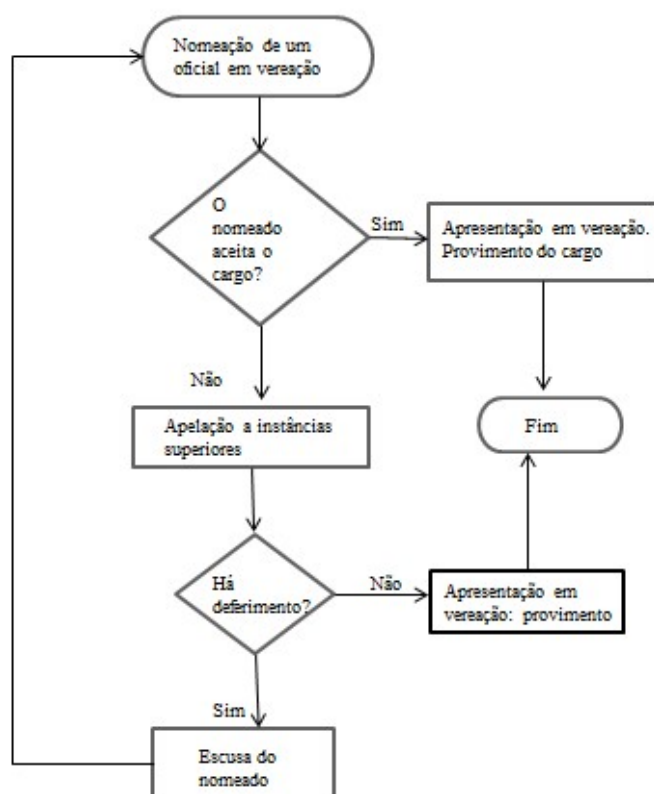 Nomeação de um
oficial em vereação
O
nomeado
aceita o
cargo?
Sim
Apresentação em vereação.
Provimento do cargo
Não
Apelação a instâncias
superiores
Fim
Há
deferimento?
Não
Apresentação em
vereação: provimento
Sim
Escusa do
nomeado